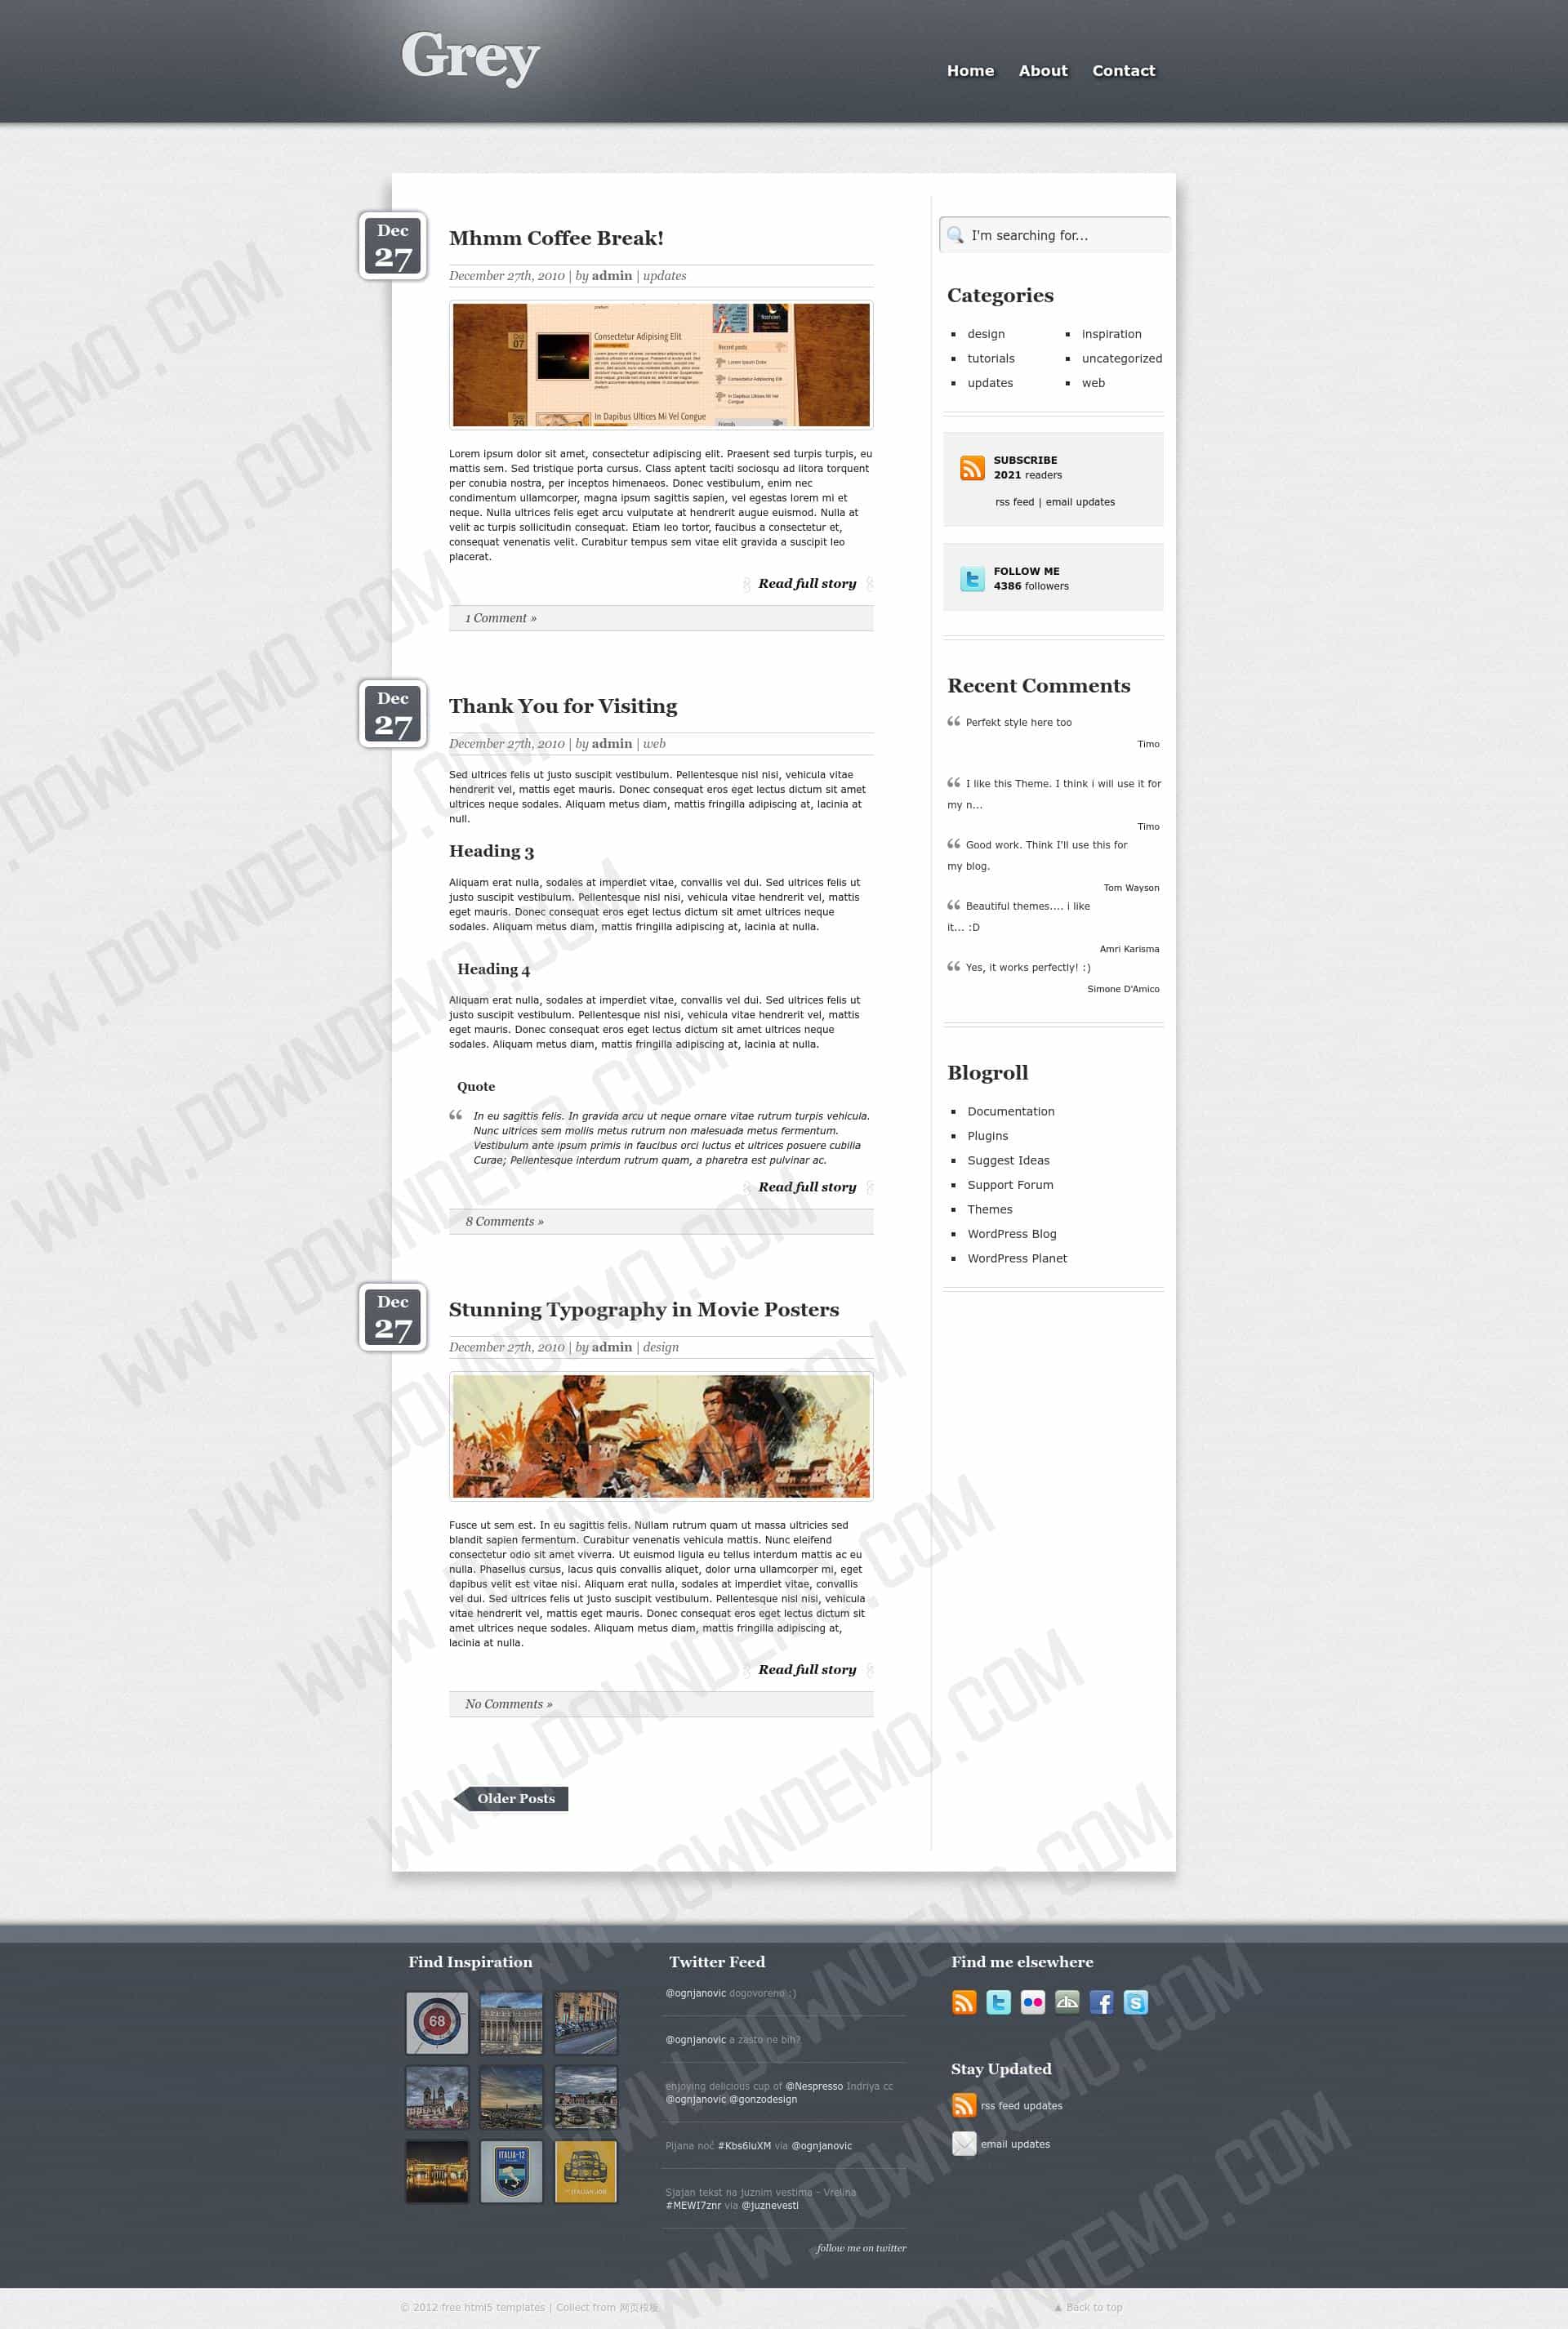 Grey
Home About Contact
Dec
27
Mhmm Coffee Break!
December 27th, 2010 | by admin | updates
Consectetur Adipising Elit
Recent posts
Lorem Ipsum Dolor
Consectetur Adipiscing Elit
In Dapibus Ultices Mi Vel
Congue
In Dapibus Ultices Mi Vel Congue
Friends
Lorem ipsum dolor sit amet, consectetur adipiscing elit. Praesent sed turpis turpis, eu
mattis sem. Sed tristique porta cursus. Class aptent taciti sociosqu ad litora torquent
per conubia nostra, per inceptos himenaeos. Donec vestibulum, enim nec
condimentum ullamcorper, magna ipsum sagittis sapien, vel egestas lorem mi et
neque. Nulla ultrices felis eget arcu vulputate at hendrerit augue euismod. Nulla at
velit ac turpis sollicitudin consequat. Etiam leo tortor, faucibus a consectetur et,
consequat venenatis velit. Curabitur tempus sem vitae elit gravida a suscipit leo
placerat.
Read full story
1 Comment »
Dec
27
Thank You for Visiting
December 27th, 2010 | by admin | web
Sed ultrices felis ut justo suscipit vestibulum. Pellentesque nisl nisi, vehicula vitae
hendrerit vel, mattis eget mauris. Donec consequat eros eget lectus dictum sit amet
ultrices neque sodales. Aliquam metus diam, mattis fringilla adipiscing at, lacinia at
null.
Heading 3
Aliquam erat nulla, sodales at imperdiet vitae, convallis vel dui. Sed ultrices felis ut
justo suscipit vestibulum. Pellentesque nisl nisi, vehicula vitae hendrerit vel, mattis
eget mauris. Donec consequat eros eget lectus dictum sit amet ultrices neque
sodales. Aliquam metus diam, mattis fringilla adipiscing at, lacinia at nulla.
Heading 4
Aliquam erat nulla, sodales at imperdiet vitae, convallis vel dui. Sed ultrices felis ut
justo suscipit vestibulum. Pellentesque nisl nisi, vehicula vitae hendrerit vel, mattis
eget mauris. Donec consequat eros eget lectus dictum sit amet ultrices neque
sodales. Aliquam metus diam, mattis fringilla adipiscing at, lacinia at nulla.
Quote
In eu sagittis felis. In gravida arcu ut neque ornare vitae rutrum turpis vehicula.
Nunc ultrices sem mollis metus rutrum non malesuada metus fermentum.
Vestibulum ante ipsum primis in faucibus orci luctus et ultrices posuere cubilia
Curae; Pellentesque interdum rutrum quam, a pharetra est pulvinar ac.
Read full story
8 Comments »
Dec
27
Stunning Typography in Movie Posters
December 27th, 2010 | by admin | design
Fusce ut sem est. In eu sagittis felis. Nullam rutrum quam ut massa ultricies sed
blandit sapien fermentum. Curabitur venenatis vehicula mattis. Nunc eleifend
consectetur odio sit amet viverra. Ut euismod ligula eu tellus interdum mattis ac eu
nulla. Phasellus cursus, lacus quis convallis aliquet, dolor urna ullamcorper mi, eget
dapibus velit est vitae nisi. Aliquam erat nulla, sodales at imperdiet vitae, convallis
vel dui. Sed ultrices felis ut justo suscipit vestibulum. Pellentesque nisl nisi, vehicula
vitae hendrerit vel, mattis eget mauris. Donec consequat eros eget lectus dictum sit
amet ultrices neque sodales. Aliquam metus diam, mattis fringilla adipiscing at,
lacinia at nulla.
Read full story
No Comments »
Older Posts
I'm searching for...
Categories
design
inspiration
tutorials
uncategorized
updates
web
SUBSCRIBE
2021 readers
rss feed | email updates
FOLLOW ME
4386 followers
Recent Comments
Perfekt style here too
Timo
I like this Theme. I think i will use it for
my n...
Timo
Good work. Think I'll use this for
my blog.
Tom Wayson
Beautiful themes.... i like
it... :D
Amri Karisma
Yes, it works perfectly! :)
Simone D'Amico
Blogroll
Documentation
Plugins
Suggest Ideas
Support Forum
Themes
WordPress Blog
WordPress Planet
Find Inspiration
68
ITALIA-12
Twitter Feed
@ognjanovic dogovoreno :)
@ognjanovic a zasto ne bih?
enjoying delicious cup of @Nespresso Indriya cc
@ognjanovic @gonzodesign
Pijana noć #Kbs6luXM via @ognjanovic
Sjajan tekst na juznim vestima - Vrelina
#MEWI7znr via @juznevesti
follow me on twitter
Find me elsewhere
Stay Updated
rss feed updates
email updates
© 2012 free html5 templates | Collect from 网页模板
▲ Back to top
WWW.DOWNDEMO.COM